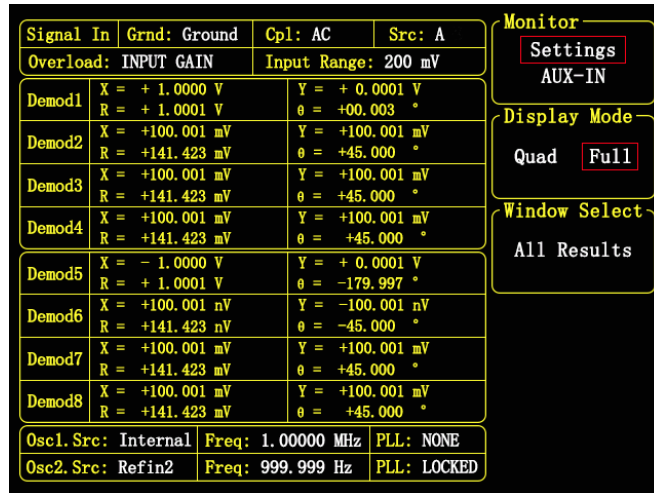 Signal In Grnd: Ground Cpl: AC Src: A
Overload: INPUT GAIN Input Range: 200 mV
Demod1 X = + 1.0000 V Y = + 0.0001 V
R = + 1.0001 V θ = +00.003 °
Demod2 X = +100.001 mV Y = +100.001 mV
R = +141.423 mV θ = +45.000 °
Demod3 X = +100.001 mV Y = +100.001 mV
R = +141.423 mV θ = +45.000 °
Demod4 X = +100.001 mV Y = +100.001 mV
R = +141.423 mV θ = +45.000 °
Demod5 X = − 1.0000 V Y = + 0.0001 V
R = + 1.0001 V θ = −179.997 °
Demod6 X = +100.001 nV Y = −100.001 nV
R = +141.423 nV θ = −45.000 °
Demod7 X = +100.001 mV Y = +100.001 mV
R = +141.423 mV θ = +45.000 °
Demod8 X = +100.001 mV Y = +100.001 mV
R = +141.423 mV θ = +45.000 °
Osc1.Src: Internal Freq: 1.00000 MHz PLL: NONE
Osc2.Src: Refin2 Freq: 999.999 Hz PLL: LOCKED
Monitor
Settings
AUX-IN
Display Mode
Quad Full
Window Select
All Results